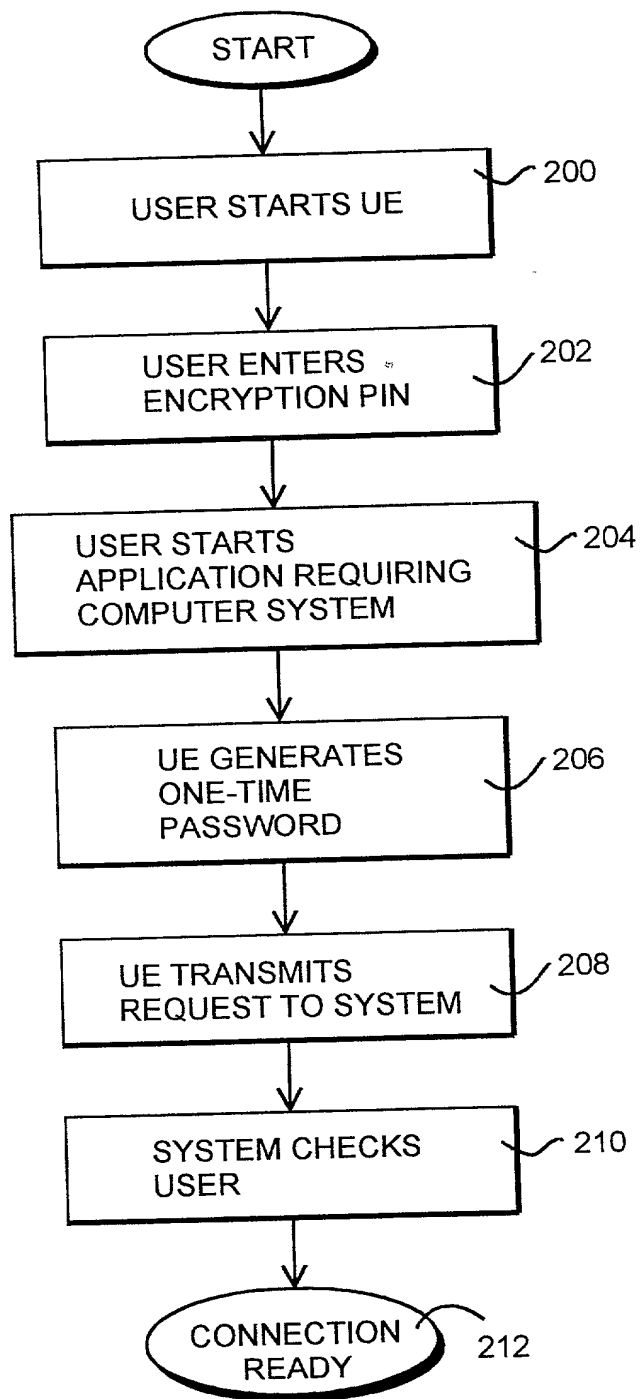 START
200
USER STARTS UE
202
USER ENTERS
ENCRYPTION PIN
204
USER STARTS
APPLICATION REQUIRING
COMPUTER SYSTEM
206
UE GENERATES
ONE-TIME
PASSWORD
208
UE TRANSMITS
REQUEST TO SYSTEM
210
SYSTEM CHECKS
USER
CONNECTION
READY
212